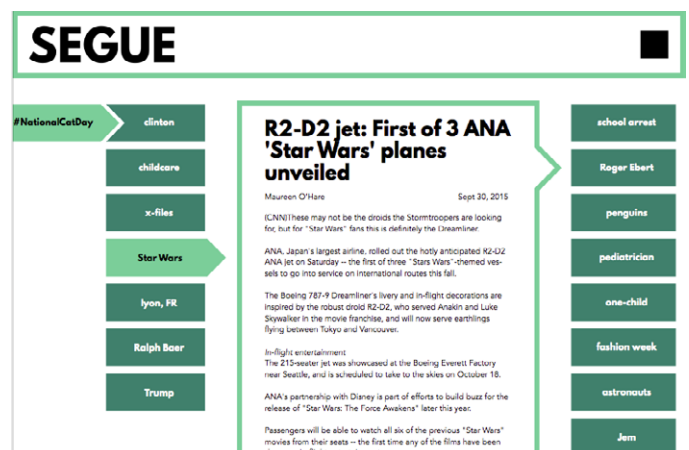 SEGUE
#NationalCatDay
clinton
childcare
x-files
Star Wars
lyon, FR
Ralph Baer
Trump
R2-D2 jet: First of 3 ANA
'Star Wars' planes
unveiled
Maureen O'Hare Sept 30, 2015
(CNN)These may not be the droids the Stormtroopers are looking
for, but for "Star Wars" fans this is definitely the Dreamliner.
ANA, Japan's largest airline, rolled out the hotly anticipated R2-D2
ANA jet on Saturday -- the first of three "Stars Wars"-themed ves-
sels to go into service on international routes this fall.
The Boeing 787-9 Dreamliner's livery and in-flight decorations are
inspired by the robust droid R2-D2, who served Anakin and Luke
Skywalker in the movie franchise, and will now serve earthlings
flying between Tokyo and Vancouver.
In-flight entertainment
The 215-seater jet was showcased at the Boeing Everett Factory
near Seattle, and is scheduled to take to the skies on October 18.
ANA's partnership with Disney is part of efforts to build buzz for the
release of "Star Wars: The Force Awakens" later this year.
Passengers will be able to watch all six of the previous "Star Wars"
movies from their seats -- the first time any of the films have been
school arrest
Roger Ebert
penguins
pediatrician
one-child
fashion week
astronauts
Jem